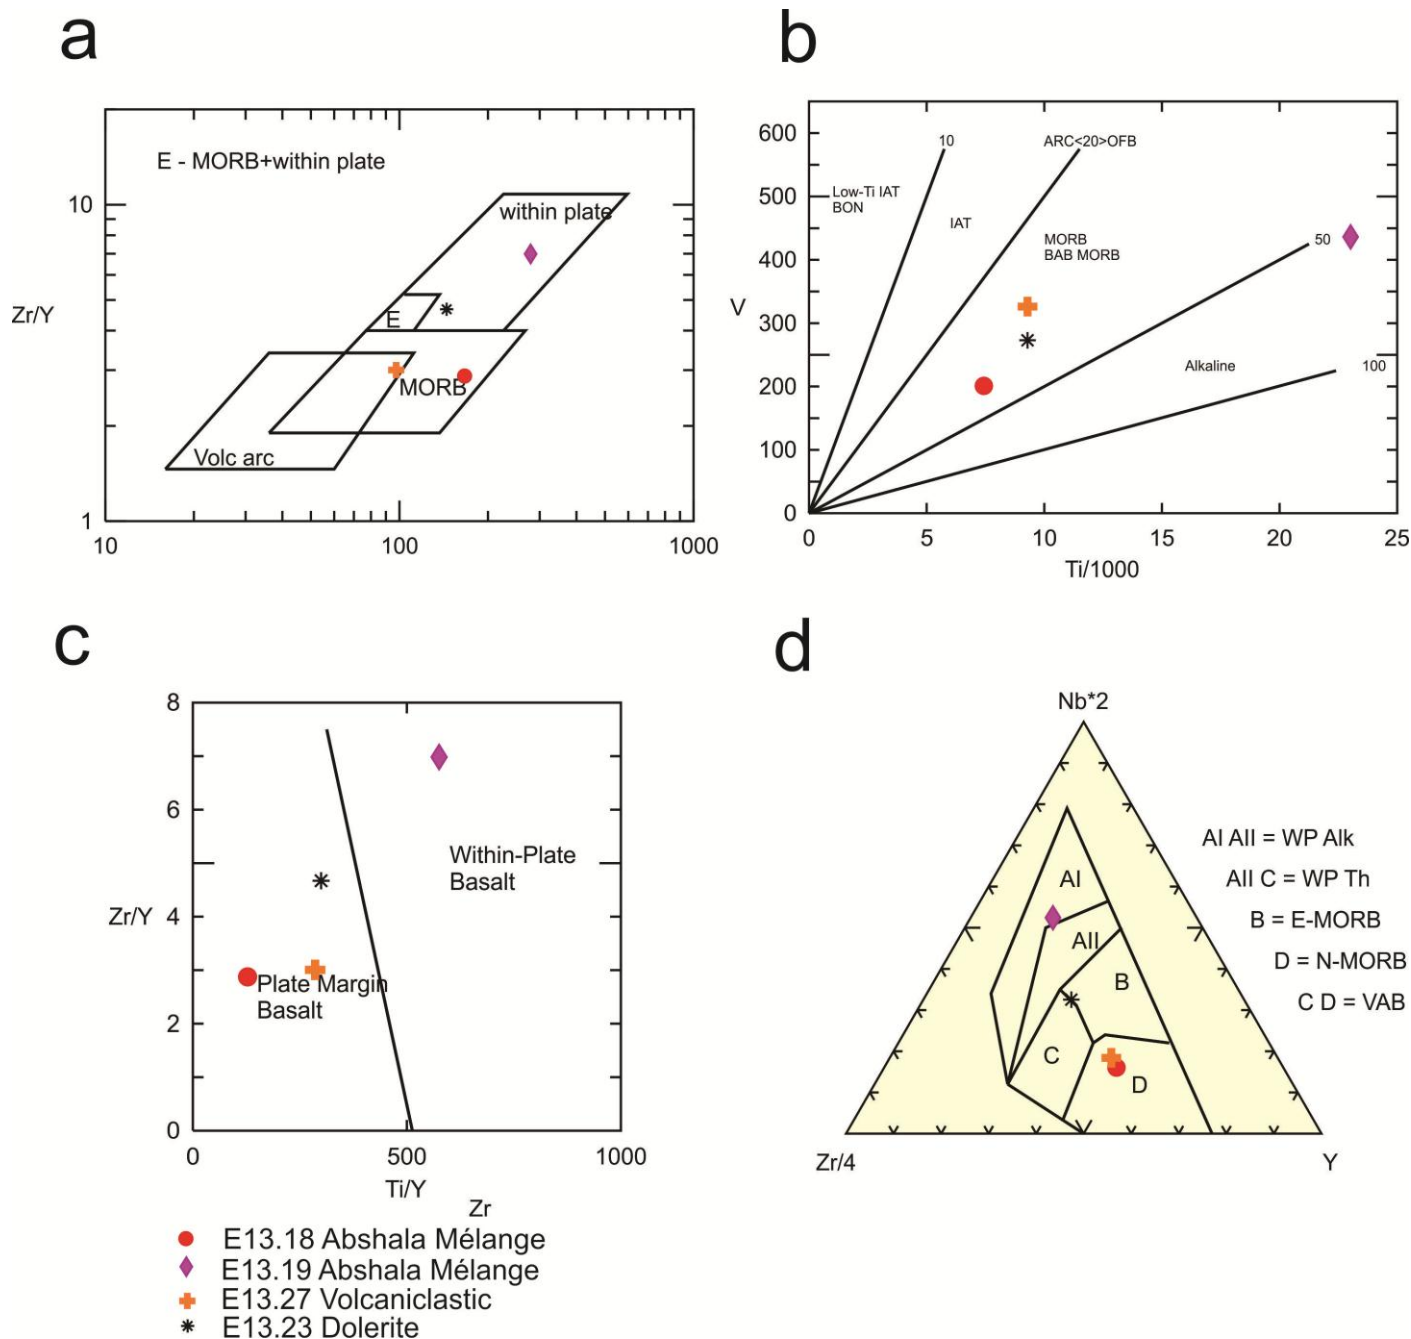 a
E - MORB+within plate
within plate
10
E
Zr/Y
MORB
Volc arc
1
10
100
1000
b
600
500
400
300
200
100
0
V
10
ARC<20>OFB
Low-Ti IAT
BON
IAT
MORB
BAB MORB
50
Alkaline
100
0
5
10
15
20
25
Ti/1000
c
8
6
4
2
0
Zr/Y
Within-Plate
Basalt
Plate Margin
Basalt
0
500
1000
Ti/Y
Zr
d
Nb*2
AI
AII
B
C
D
Zr/4
Y
AI AII = WP Alk
AII C = WP Th
B = E-MORB
D = N-MORB
C D = VAB
E13.18 Abshala Mélange
E13.19 Abshala Mélange
E13.27 Volcaniclastic
E13.23 Dolerite